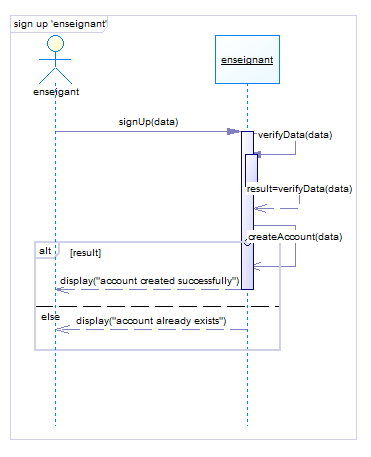 sign up 'enseignant'
enseignant
enseigant
signUp(data)
verifyData(data)
result=verifyData(data)
createAccount(data)
alt
[result]
display("account created successfully")
else
display("account already exists")